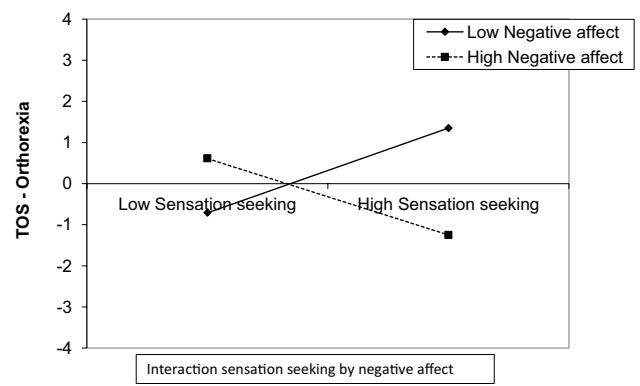 4
Low Negative affect
3
High Negative affect
2
1
0
Low Sensation seeking High Sensation seeking
-1
-2
-3
-4
TOS - Orthorexia
Interaction sensation seeking by negative affect